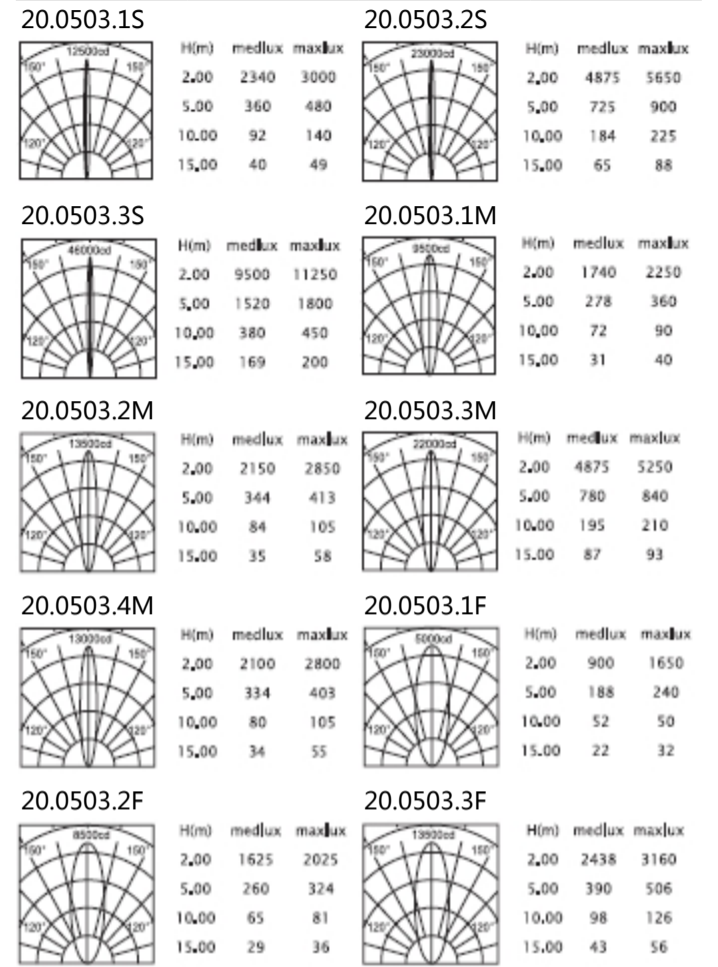 20.0503.1S
12500cd
150° 150°
120° 120°
H(m) medlux maxlux
2.00 2340 3000
5.00 360 480
10.00 92 140
15.00 40 49
20.0503.2S
23000cd
150° 150°
120° 120°
H(m) medlux maxlux
2.00 4875 5650
5.00 725 900
10.00 184 225
15.00 65 88
20.0503.3S
46000cd
150° 150°
120° 120°
H(m) medlux maxlux
2.00 9500 11250
5.00 1520 1800
10.00 380 450
15.00 169 200
20.0503.1M
9500cd
150° 150°
120° 120°
H(m) medlux maxlux
2.00 1740 2250
5.00 278 360
10.00 72 90
15.00 31 40
20.0503.2M
13500cd
150° 150°
120° 120°
H(m) medlux maxlux
2.00 2150 2850
5.00 344 413
10.00 84 105
15.00 35 58
20.0503.3M
22000cd
150° 150°
120° 120°
H(m) medlux maxlux
2.00 4875 5250
5.00 780 840
10.00 195 210
15.00 87 93
20.0503.4M
13000cd
150° 150°
120° 120°
H(m) medlux maxlux
2.00 2100 2800
5.00 334 403
10.00 80 105
15.00 34 55
20.0503.1F
5000cd
150° 150°
120° 120°
H(m) medlux maxlux
2.00 900 1650
5.00 188 240
10.00 52 50
15.00 22 32
20.0503.2F
8500cd
150° 150°
120° 120°
H(m) medlux maxlux
2.00 1625 2025
5.00 260 324
10.00 65 81
15.00 29 36
20.0503.3F
13500cd
150° 150°
120° 120°
H(m) medlux maxlux
2.00 2438 3160
5.00 390 506
10.00 98 126
15.00 43 56